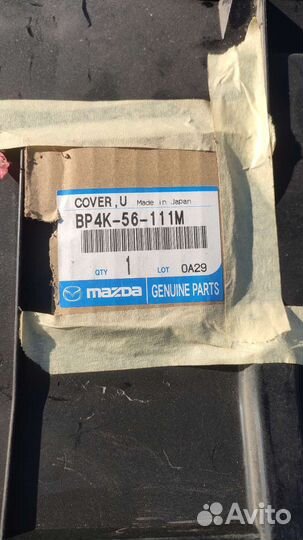 COVER,U Made in Japan
BP4K-56-111M
QTY 1 LOT 0A29
mazda GENUINE PARTS
Avito